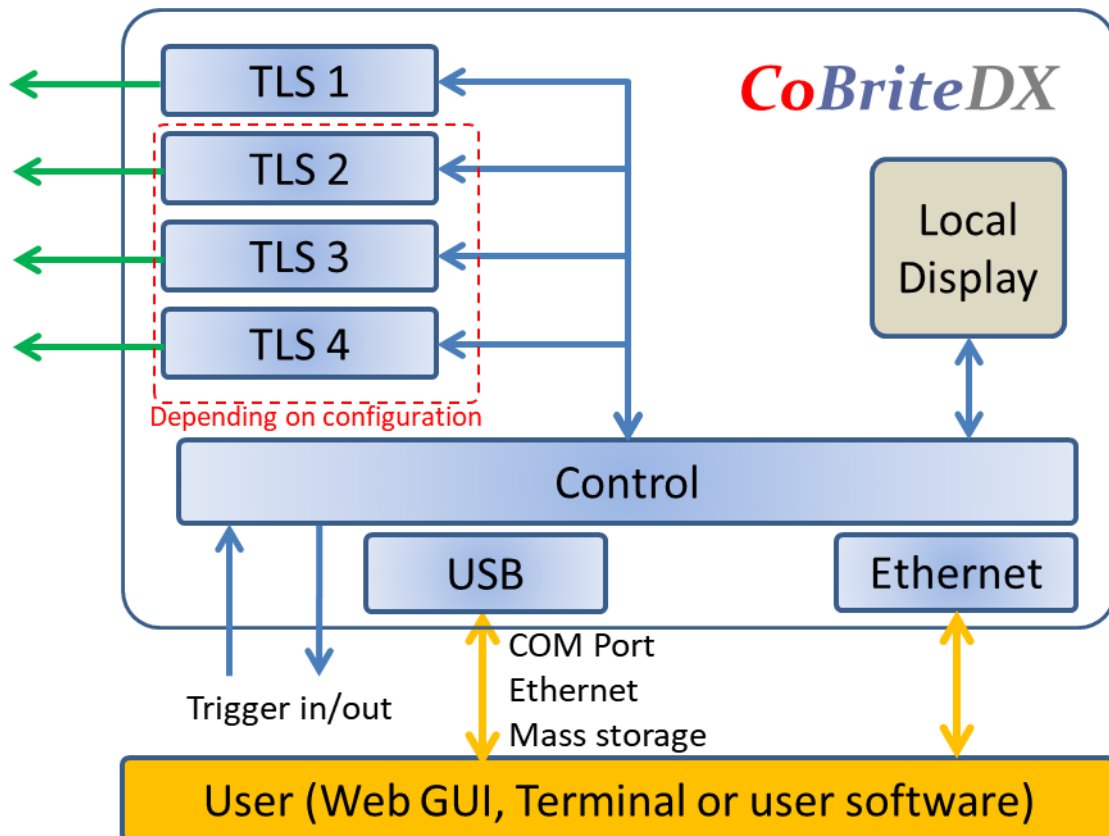 TLS 1
CoBriteDX
TLS 2
TLS 3
TLS 4
Depending on configuration
Local
Display
Control
USB
Ethernet
COM Port
Ethernet
Mass storage
Trigger in/out
User (Web GUI, Terminal or user software)